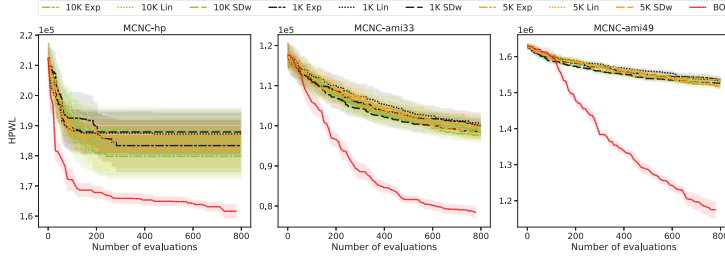 10K Exp 10K Lin 10K SDw 1K Exp 1K Lin 1K SDw 5K Exp 5K Lin 5K SDw BO
MCNC-hp MCNC-ami33 MCNC-ami49
1e5 1e5 1e6
2.2
2.1
2.0
1.9
1.8
1.7
1.6
HPWL
0 200 400 600 800
Number of evaluations
1.2
1.1
1.0
0.9
0.8
0 200 400 600 800
Number of evaluations
1.6
1.5
1.4
1.3
1.2
0 200 400 600 800
Number of evaluations